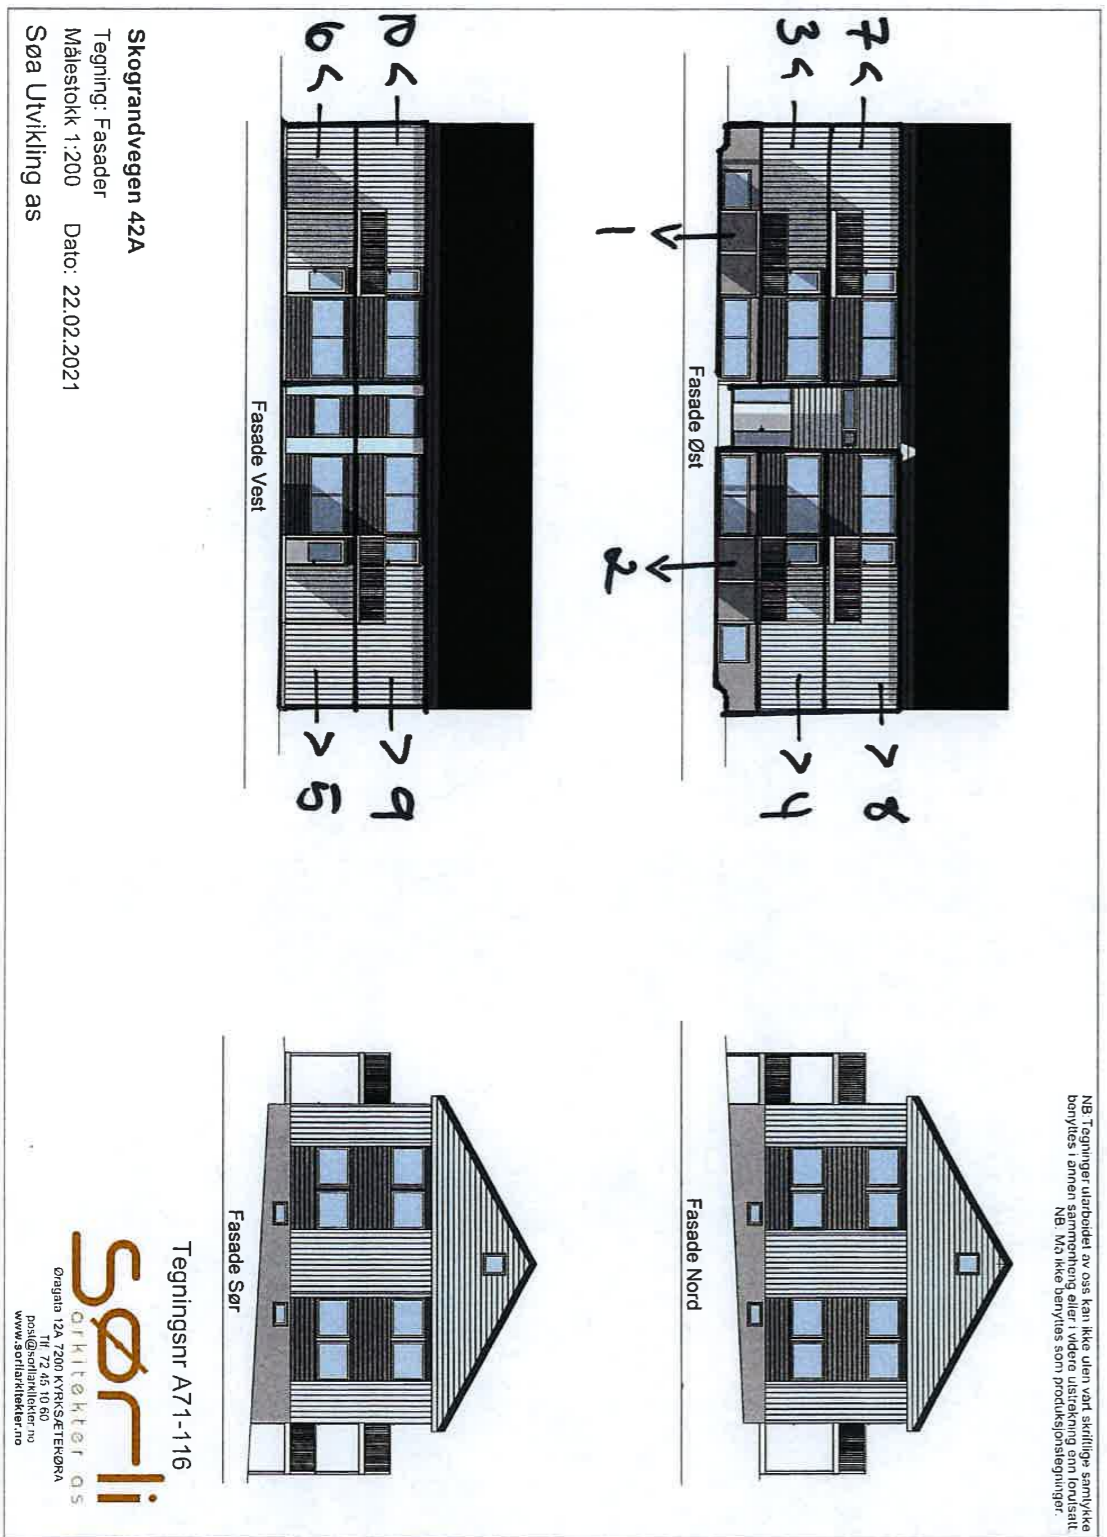 NB. Tegninger utarbeidet av oss kan ikke uten vårt skriftlige samtykke
benyttes i annen sammenheng eller i videre utstrekning enn forutsatt.
NB. Må ikke benyttes som produksjonstegninger.
7
3
1
Fasade Øst
2
8
4
Fasade Nord
10
6
Fasade Vest
9
5
Fasade Sør
Skograndvegen 42A
Tegning: Fasader
Målestokk 1:200 Dato: 22.02.2021
Søa Utvikling as
Tegningsnr A71-116
sørli
arkitekter as
Øragata 12A 7200 KYRKSÆTERØRA
Tlf. 72 45 10 60
post@sorliarkitekter.no
www.sorliarkitekter.no